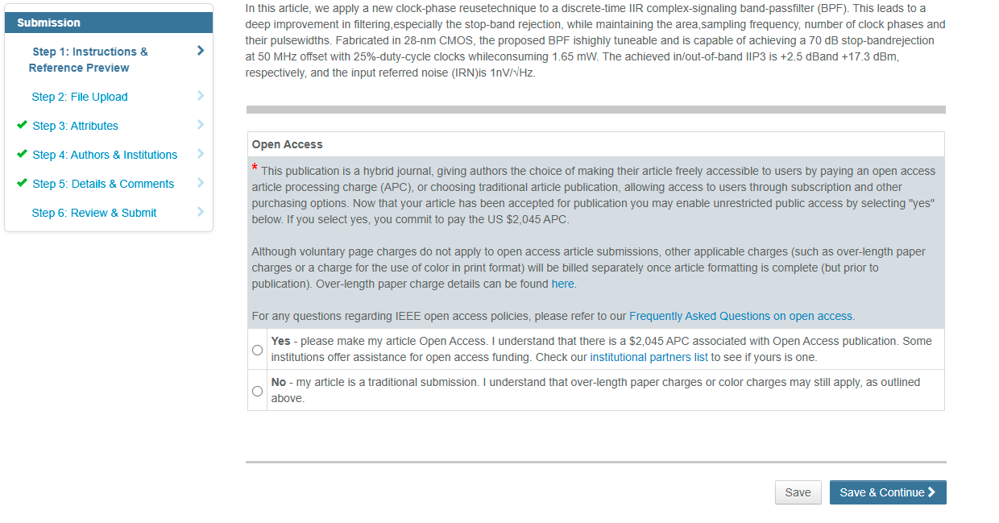 Submission
Step 1: Instructions &
Reference Preview
Step 2: File Upload
Step 3: Attributes
Step 4: Authors & Institutions
Step 5: Details & Comments
Step 6: Review & Submit
In this article, we apply a new clock-phase reusetechnique to a discrete-time IIR complex-signaling band-passfilter (BPF). This leads to a
deep improvement in filtering,especially the stop-band rejection, while maintaining the area,sampling frequency, number of clock phases and
their pulsewidths. Fabricated in 28-nm CMOS, the proposed BPF ishighly tuneable and is capable of achieving a 70 dB stop-bandrejection
at 50 MHz offset with 25%-duty-cycle clocks whileconsuming 1.65 mW. The achieved in/out-of-band IIP3 is +2.5 dBand +17.3 dBm,
respectively, and the input referred noise (IRN)is 1nV/√Hz.
Open Access
* This publication is a hybrid journal, giving authors the choice of making their article freely accessible to users by paying an open access
article processing charge (APC), or choosing traditional article publication, allowing access to users through subscription and other
purchasing options. Now that your article has been accepted for publication you may enable unrestricted public access by selecting "yes"
below. If you select yes, you commit to pay the US $2,045 APC.
Although voluntary page charges do not apply to open access article submissions, other applicable charges (such as over-length paper
charges or a charge for the use of color in print format) will be billed separately once article formatting is complete (but prior to
publication). Over-length paper charge details can be found here.
For any questions regarding IEEE open access policies, please refer to our Frequently Asked Questions on open access.
Yes - please make my article Open Access. I understand that there is a $2,045 APC associated with Open Access publication. Some
institutions offer assistance for open access funding. Check our institutional partners list to see if yours is one.
No - my article is a traditional submission. I understand that over-length paper charges or color charges may still apply, as outlined
above.
Save
Save & Continue